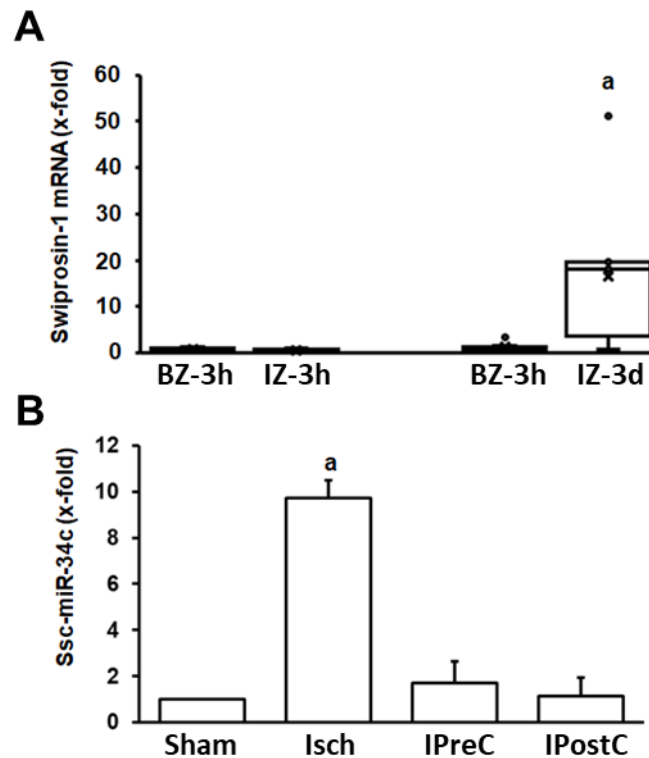 A
Swiprosin-1 mRNA (x-fold)
60
50
40
30
20
10
0
a
BZ-3h IZ-3h BZ-3h IZ-3d
B
Ssc-miR-34c (x-fold)
12
10
8
6
4
2
0
a
Sham Isch IPreC IPostC